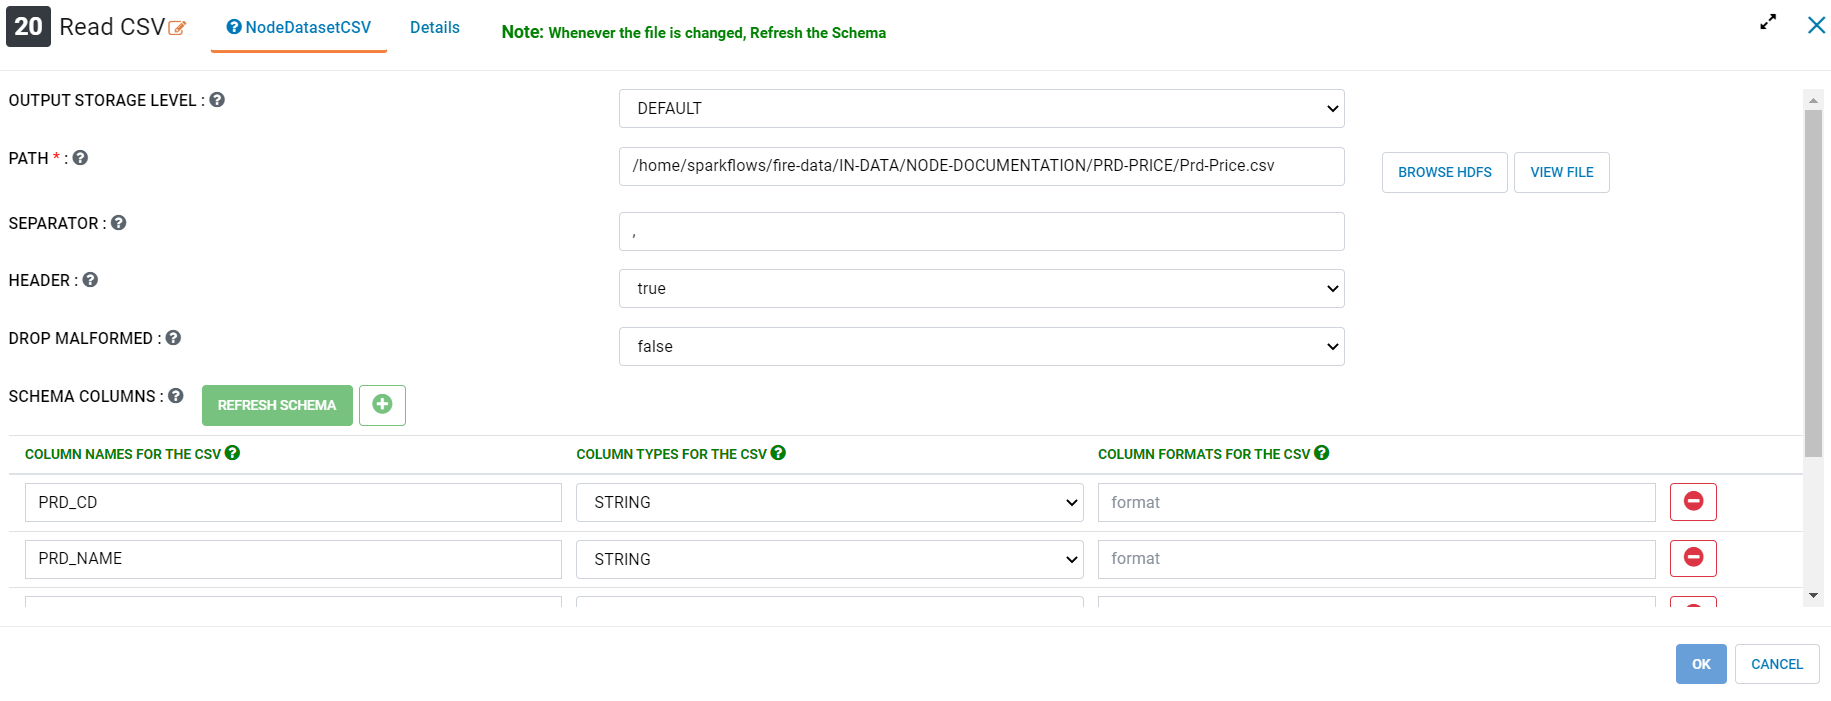 20 Read CSV NodeDatasetCSV Details Note: Whenever the file is changed, Refresh the Schema
OUTPUT STORAGE LEVEL : DEFAULT
PATH * : /home/sparkflows/fire-data/IN-DATA/NODE-DOCUMENTATION/PRD-PRICE/Prd-Price.csv BROWSE HDFS VIEW FILE
SEPARATOR : ,
HEADER : true
DROP MALFORMED : false
SCHEMA COLUMNS : REFRESH SCHEMA
COLUMN NAMES FOR THE CSV COLUMN TYPES FOR THE CSV COLUMN FORMATS FOR THE CSV
PRD_CD STRING format
PRD_NAME STRING format
OK CANCEL